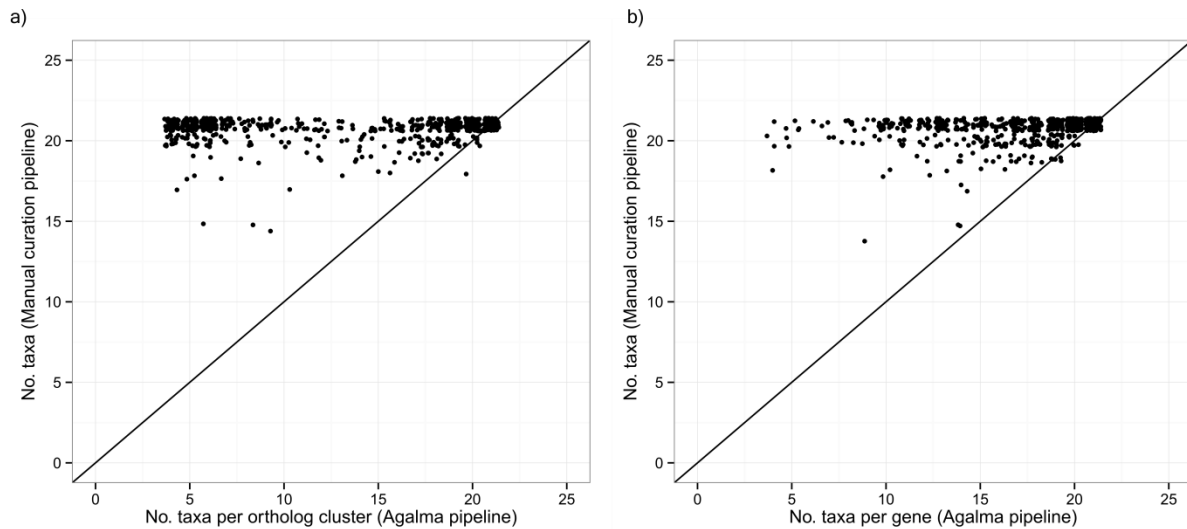 a)
25
20
15
10
5
0
No. taxa (Manual curation pipeline)
0 5 10 15 20 25
No. taxa per ortholog cluster (Agalma pipeline)
b)
25
20
15
10
5
0
No. taxa (Manual curation pipeline)
0 5 10 15 20 25
No. taxa per gene (Agalma pipeline)